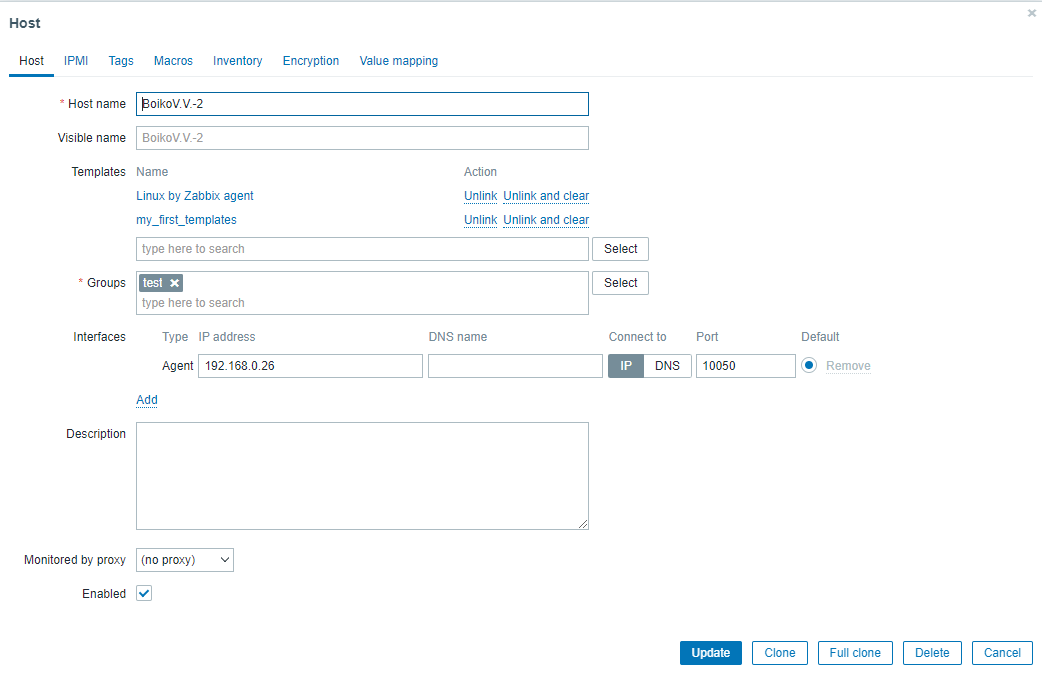 Host
Host IPMI Tags Macros Inventory Encryption Value mapping
* Host name BoikoV.V.-2
Visible name BoikoV.V.-2
Templates Name Action
Linux by Zabbix agent Unlink Unlink and clear
my_first_templates Unlink Unlink and clear
type here to search Select
* Groups test Select
type here to search
Interfaces Type IP address DNS name Connect to Port Default
Agent 192.168.0.26 IP DNS 10050 Remove
Add
Description
Monitored by proxy (no proxy)
Enabled
Update Clone Full clone Delete Cancel